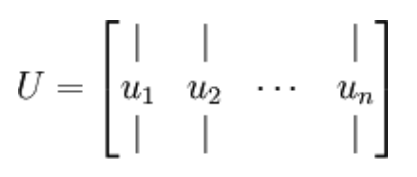 U = [ | | |
u₁ u₂ ⋯ uₙ
| | | ]